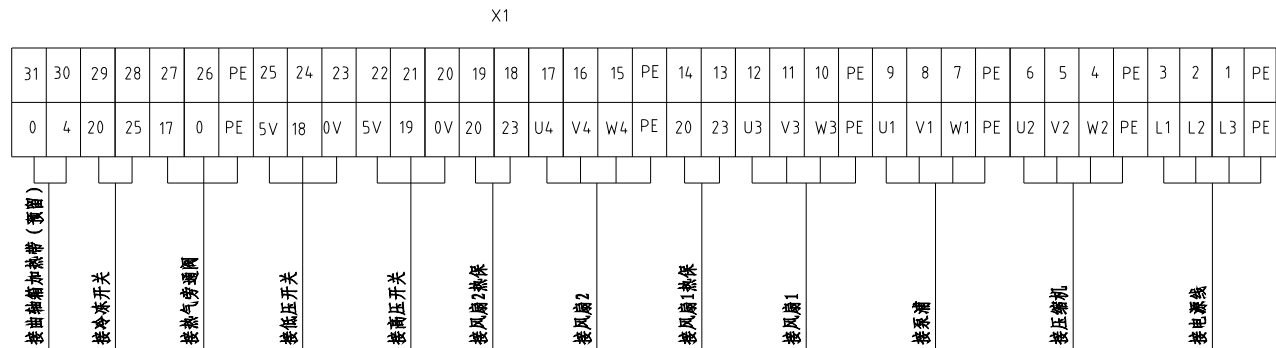 X1
31 30 29 28 27 26 PE 25 24 23 22 21 20 19 18 17 16 15 PE 14 13 12 11 10 PE 9 8 7 PE 6 5 4 PE 3 2 1 PE
0 4 20 25 17 0 PE 5V 18 0V 5V 19 0V 20 23 U4 V4 W4 PE 20 23 U3 V3 W3 PE U1 V1 W1 PE U2 V2 W2 PE L1 L2 L3 PE
接曲轴箱加热带（预留）
接冷冻开关
接热气旁通阀
接低压开关
接高压开关
接风扇2热保
接风扇2
接风扇1热保
接风扇1
接泵浦
接压缩机
接电源线